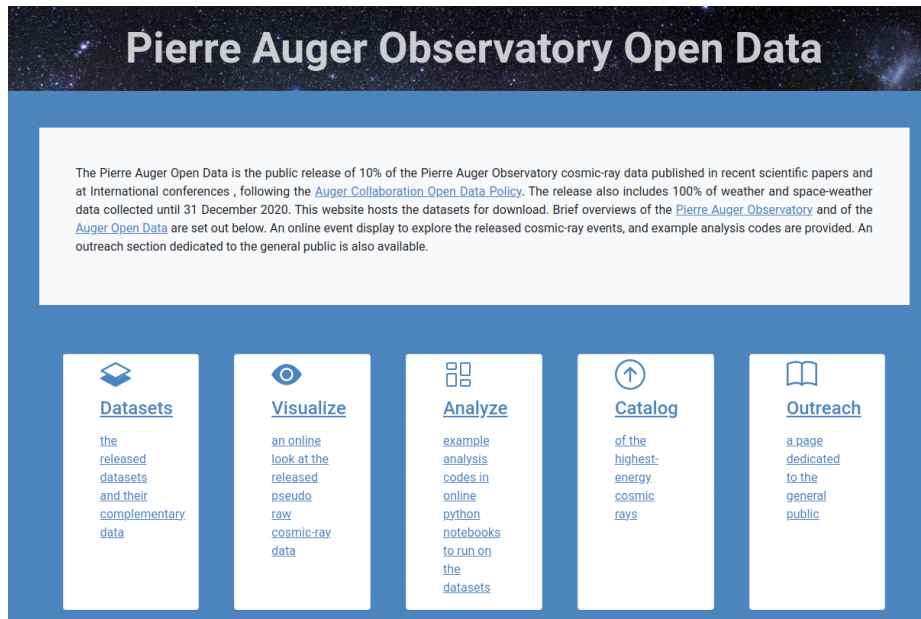 Pierre Auger Observatory Open Data
The Pierre Auger Open Data is the public release of 10% of the Pierre Auger Observatory cosmic-ray data published in recent scientific papers and
at International conferences , following the Auger Collaboration Open Data Policy. The release also includes 100% of weather and space-weather
data collected until 31 December 2020. This website hosts the datasets for download. Brief overviews of the Pierre Auger Observatory and of the
Auger Open Data are set out below. An online event display to explore the released cosmic-ray events, and example analysis codes are provided. An
outreach section dedicated to the general public is also available.
Datasets
the
released
datasets
and their
complementary
data
Visualize
an online
look at the
released
pseudo
raw
cosmic-ray
data
Analyze
example
analysis
codes in
online
python
notebooks
to run on
the
datasets
Catalog
of the
highest-
energy
cosmic
rays
Outreach
a page
dedicated
to the
general
public